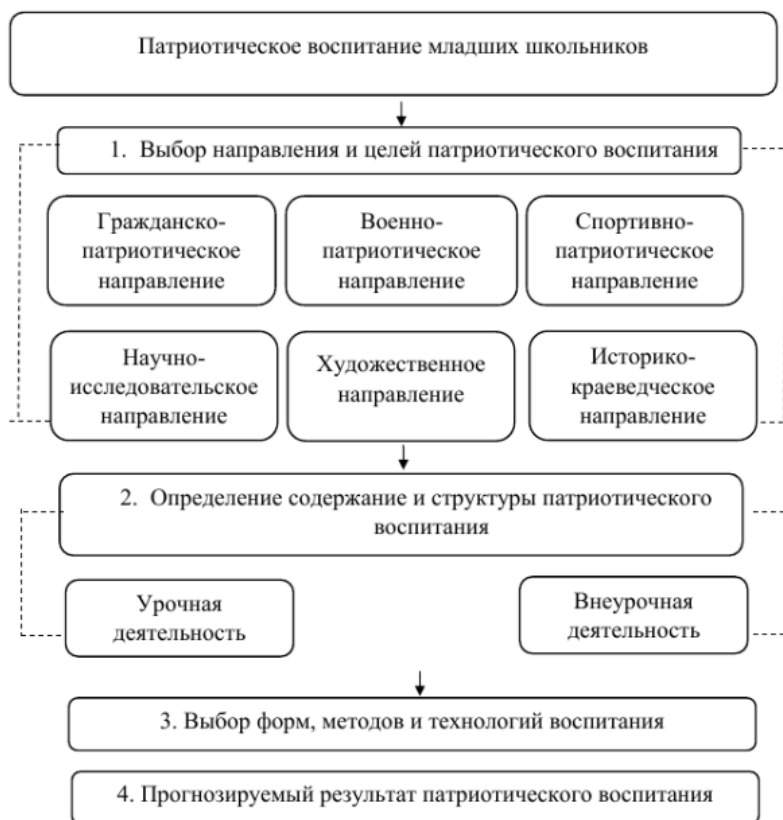 Патриотическое воспитание младших школьников
1. Выбор направления и целей патриотического воспитания
Гражданско-
патриотическое
направление
Военно-
патриотическое
направление
Спортивно-
патриотическое
направление
Научно-
исследовательское
направление
Художественное
направление
Историко-
краеведческое
направление
2. Определение содержание и структуры патриотического
воспитания
Урочная
деятельность
Внеурочная
деятельность
3. Выбор форм, методов и технологий воспитания
4. Прогнозируемый результат патриотического воспитания